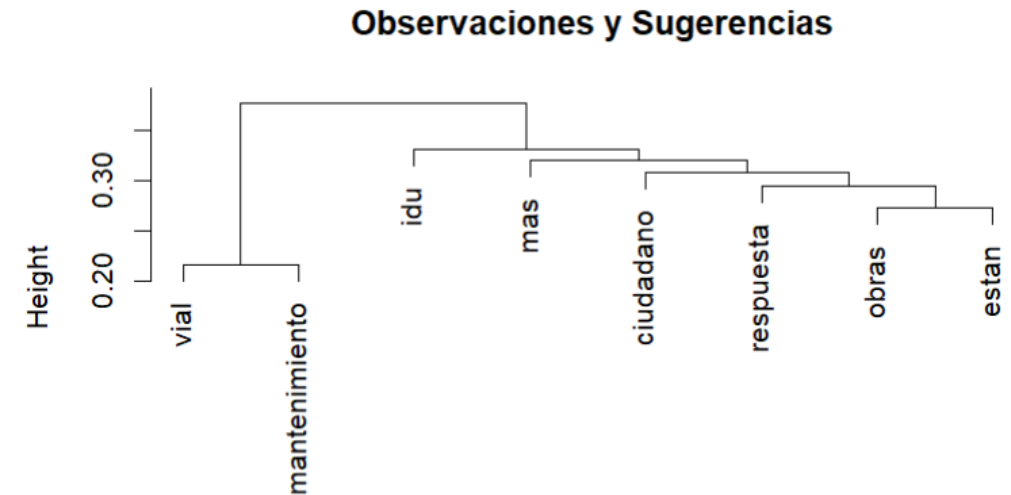 Observaciones y Sugerencias
Height
0.30
0.20
vial
mantenimiento
idu
mas
ciudadano
respuesta
obras
estan